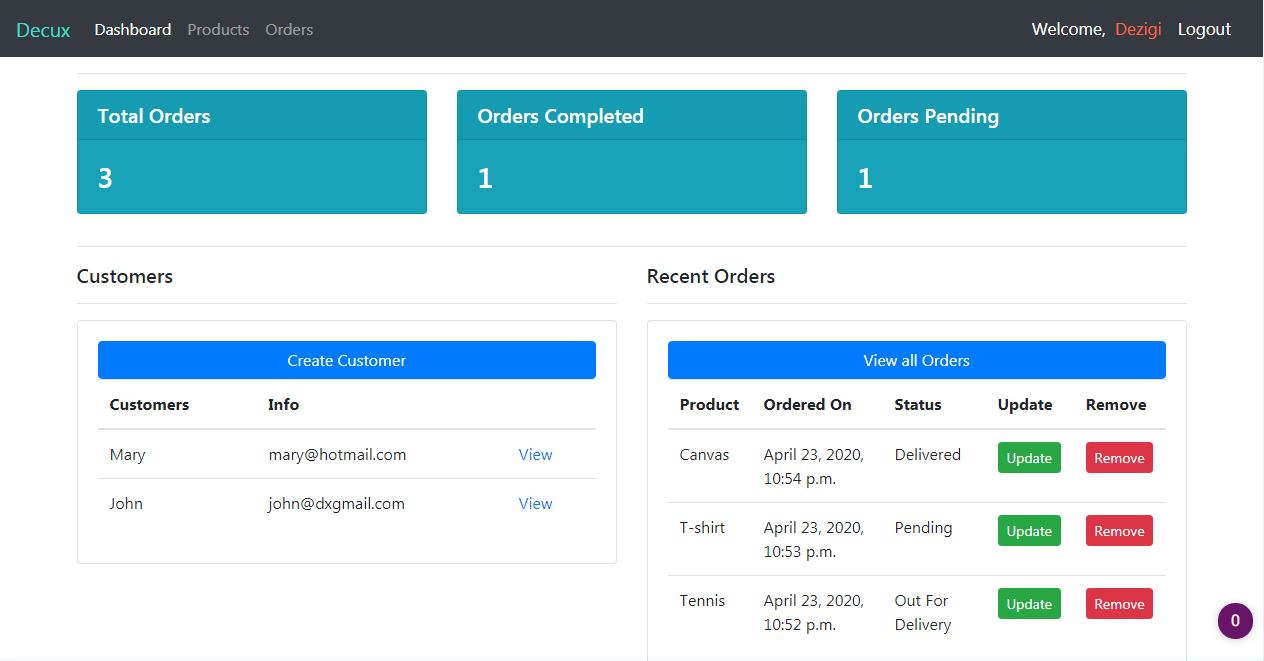 Decux Dashboard Products Orders Welcome, Dezigi Logout
Total Orders Orders Completed Orders Pending
3 1 1
Customers
Create Customer
Customers Info
Mary mary@hotmail.com View
John john@dxgmail.com View
Recent Orders
View all Orders
Product Ordered On Status Update Remove
Canvas April 23, 2020, Delivered Update Remove
10:54 p.m.
T-shirt April 23, 2020, Pending Update Remove
10:53 p.m.
Tennis April 23, 2020, Out For Update Remove
10:52 p.m. Delivery
0